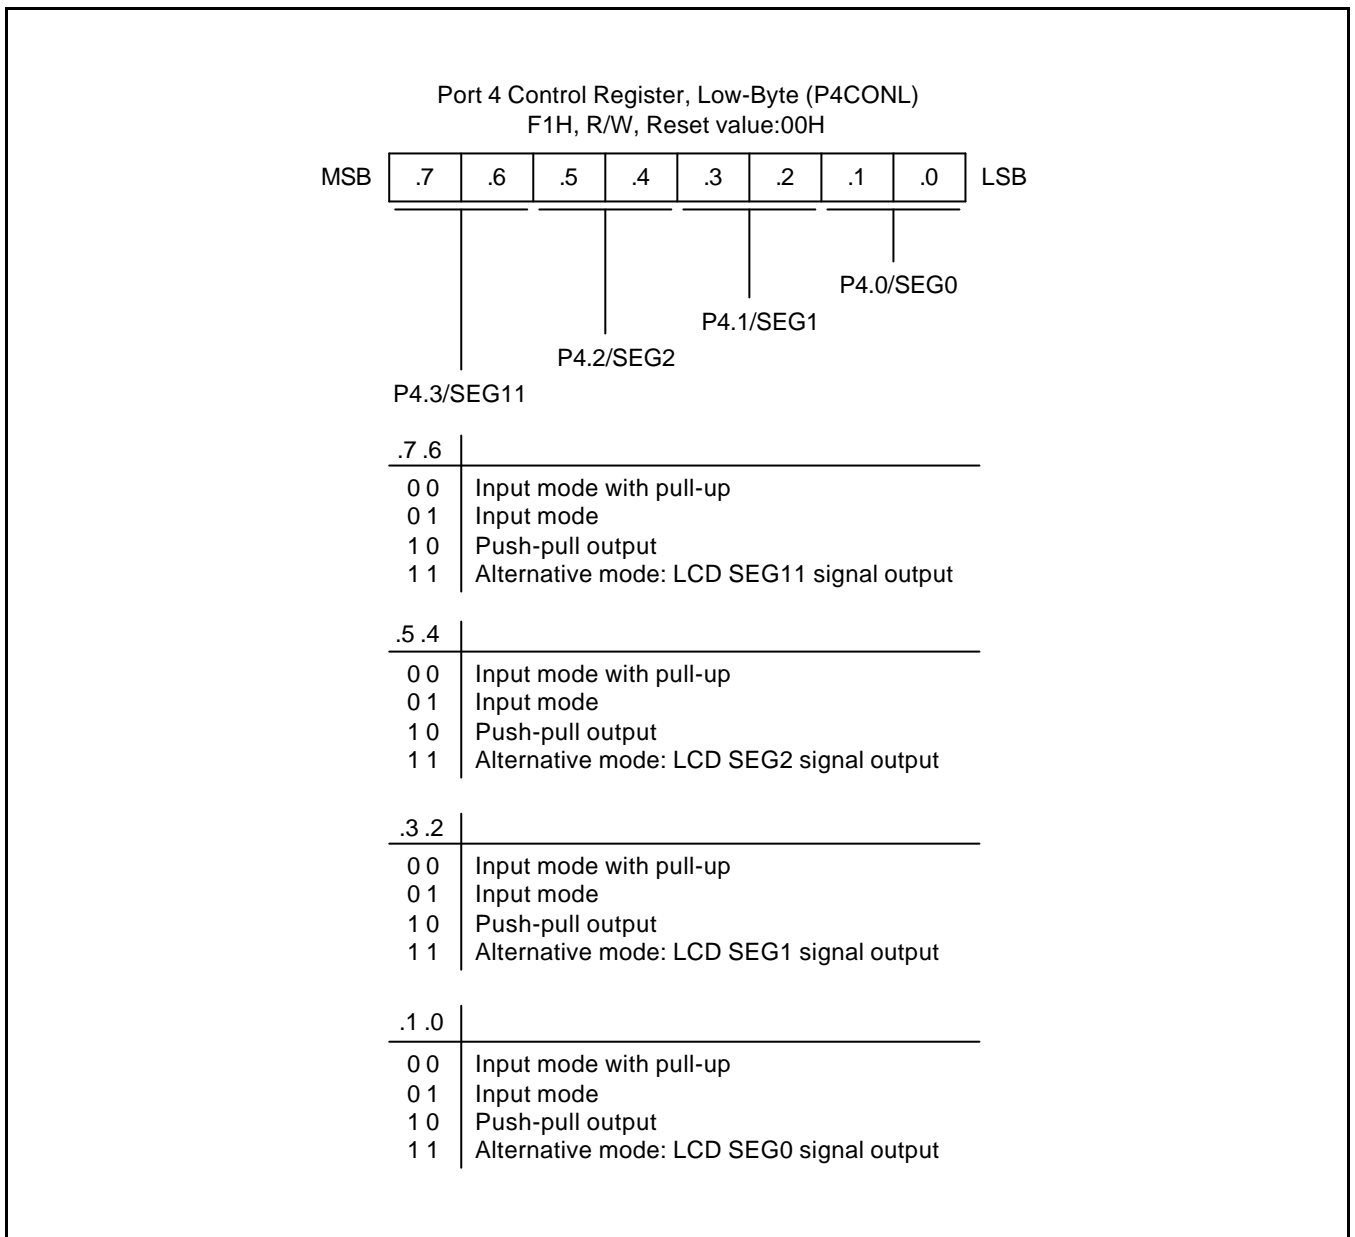 Port 4 Control Register, Low-Byte (P4CONL)
F1H, R/W, Reset value:00H
MSB .7 .6 .5 .4 .3 .2 .1 .0 LSB
P4.0/SEG0
P4.1/SEG1
P4.2/SEG2
P4.3/SEG11
.7 .6
0 0 Input mode with pull-up
0 1 Input mode
1 0 Push-pull output
1 1 Alternative mode: LCD SEG11 signal output
.5 .4
0 0 Input mode with pull-up
0 1 Input mode
1 0 Push-pull output
1 1 Alternative mode: LCD SEG2 signal output
.3 .2
0 0 Input mode with pull-up
0 1 Input mode
1 0 Push-pull output
1 1 Alternative mode: LCD SEG1 signal output
.1 .0
0 0 Input mode with pull-up
0 1 Input mode
1 0 Push-pull output
1 1 Alternative mode: LCD SEG0 signal output